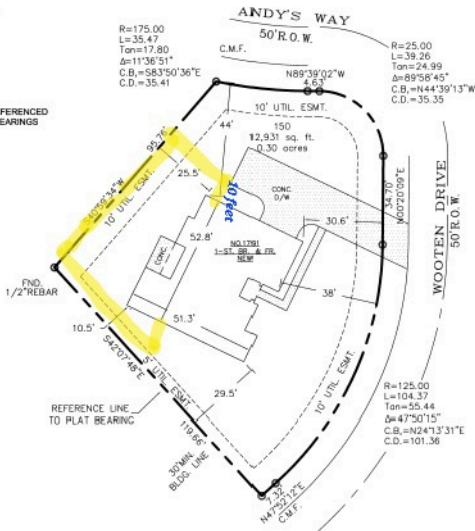 ANDY'S WAY
50'R.O.W.
R=175.00
L=35.47
Tan=17.80
Δ=11°36'51"
C.B.=S83°50'36"E
C.D.=35.41
C.M.F.
N89°39'02"W
4.63'
R=25.00
L=39.26
Tan=24.99
Δ=89°58'45"
C.B.=N44°39'13"W
C.D.=35.35
FERENCED
EARINGS
10' UTIL. ESMT.
150
12,931 sq. ft.
0.30 acres
44'
95.76'
S40°59'34"W
10' UTIL. ESMT.
25.5'
10 feet
CONC.
D/W
30.6'
34.70
N00°20'09"E
WOOTEN DRIVE
50'R.O.W.
52.8'
NO.1791
1-ST. BR. & FR.
NEW
CONC.
38'
FND.
1/2"REBAR
10.5'
51.3'
S42°07'48"E
5' UTIL. ESMT.
29.5'
10' UTIL. ESMT.
REFERENCE LINE
TO PLAT BEARING
119.66'
30'MIN.
BLDG. LINE
R=125.00
L=104.37
Tan=55.44
Δ=47°50'15"
C.B.=N24°13'31"E
C.D.=101.36
7.32'
N47°52'12"E
C.M.F.